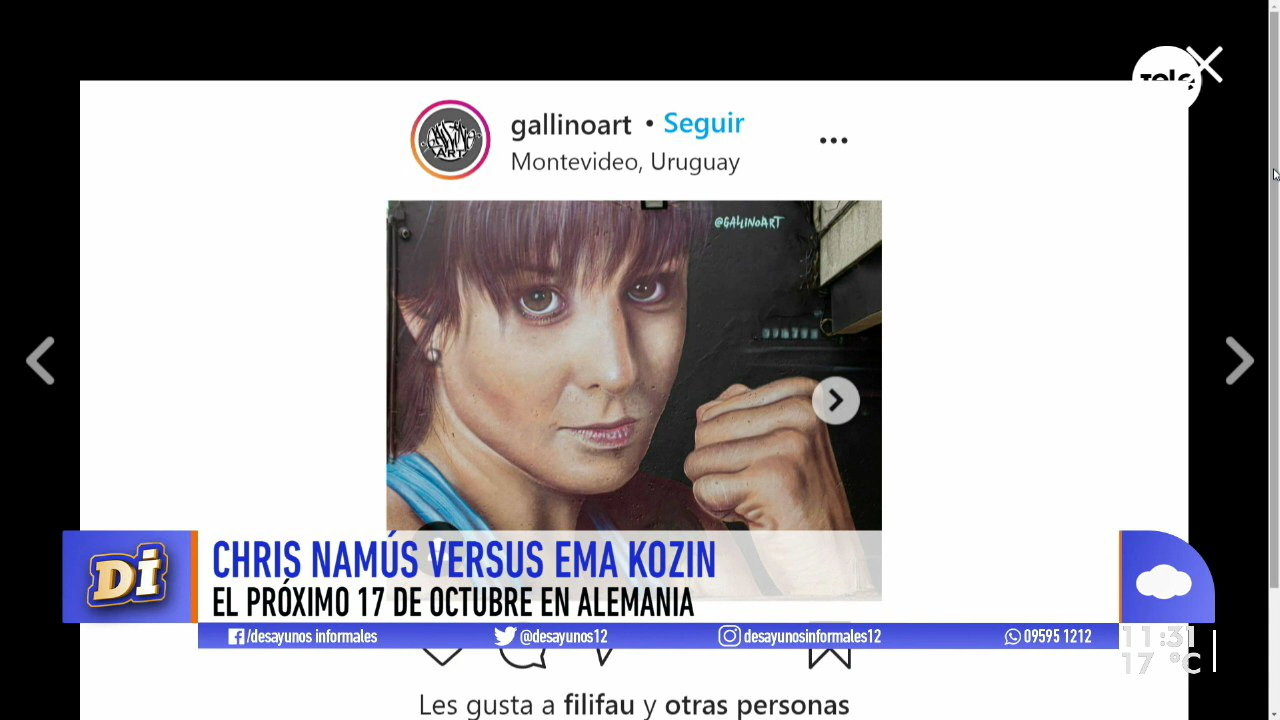 Tele
gallinoart • Seguir
Montevideo, Uruguay
@GALLINOART
Di
CHRIS NAMÚS VERSUS EMA KOZIN
EL PRÓXIMO 17 DE OCTUBRE EN ALEMANIA
/desayunos informales
@desayunos12
desayunosinformales12
09595 1212
11:31
17 °C
Les gusta a filifau y otras personas